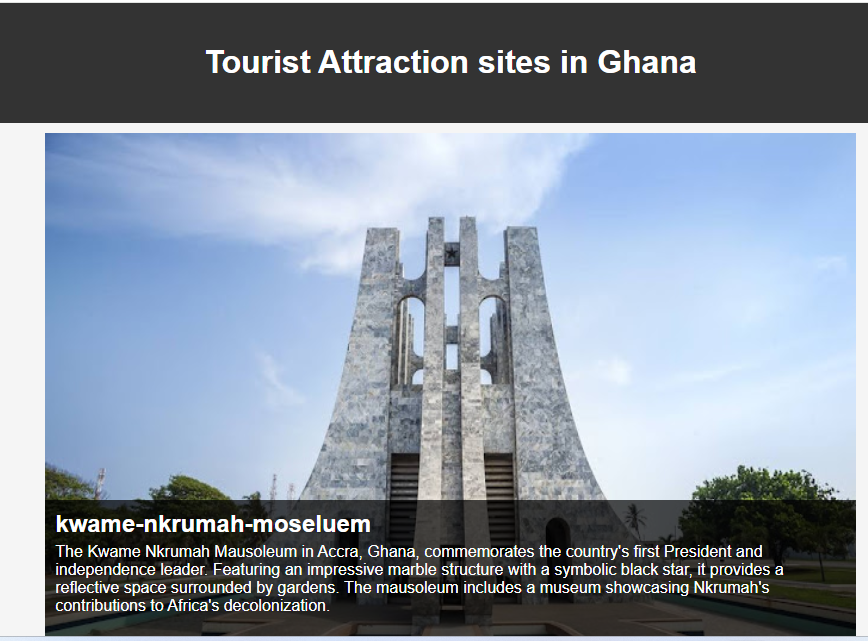 Tourist Attraction sites in Ghana
kwame-nkrumah-moseluem
The Kwame Nkrumah Mausoleum in Accra, Ghana, commemorates the country's first President and
independence leader. Featuring an impressive marble structure with a symbolic black star, it provides a
reflective space surrounded by gardens. The mausoleum includes a museum showcasing Nkrumah's
contributions to Africa's decolonization.